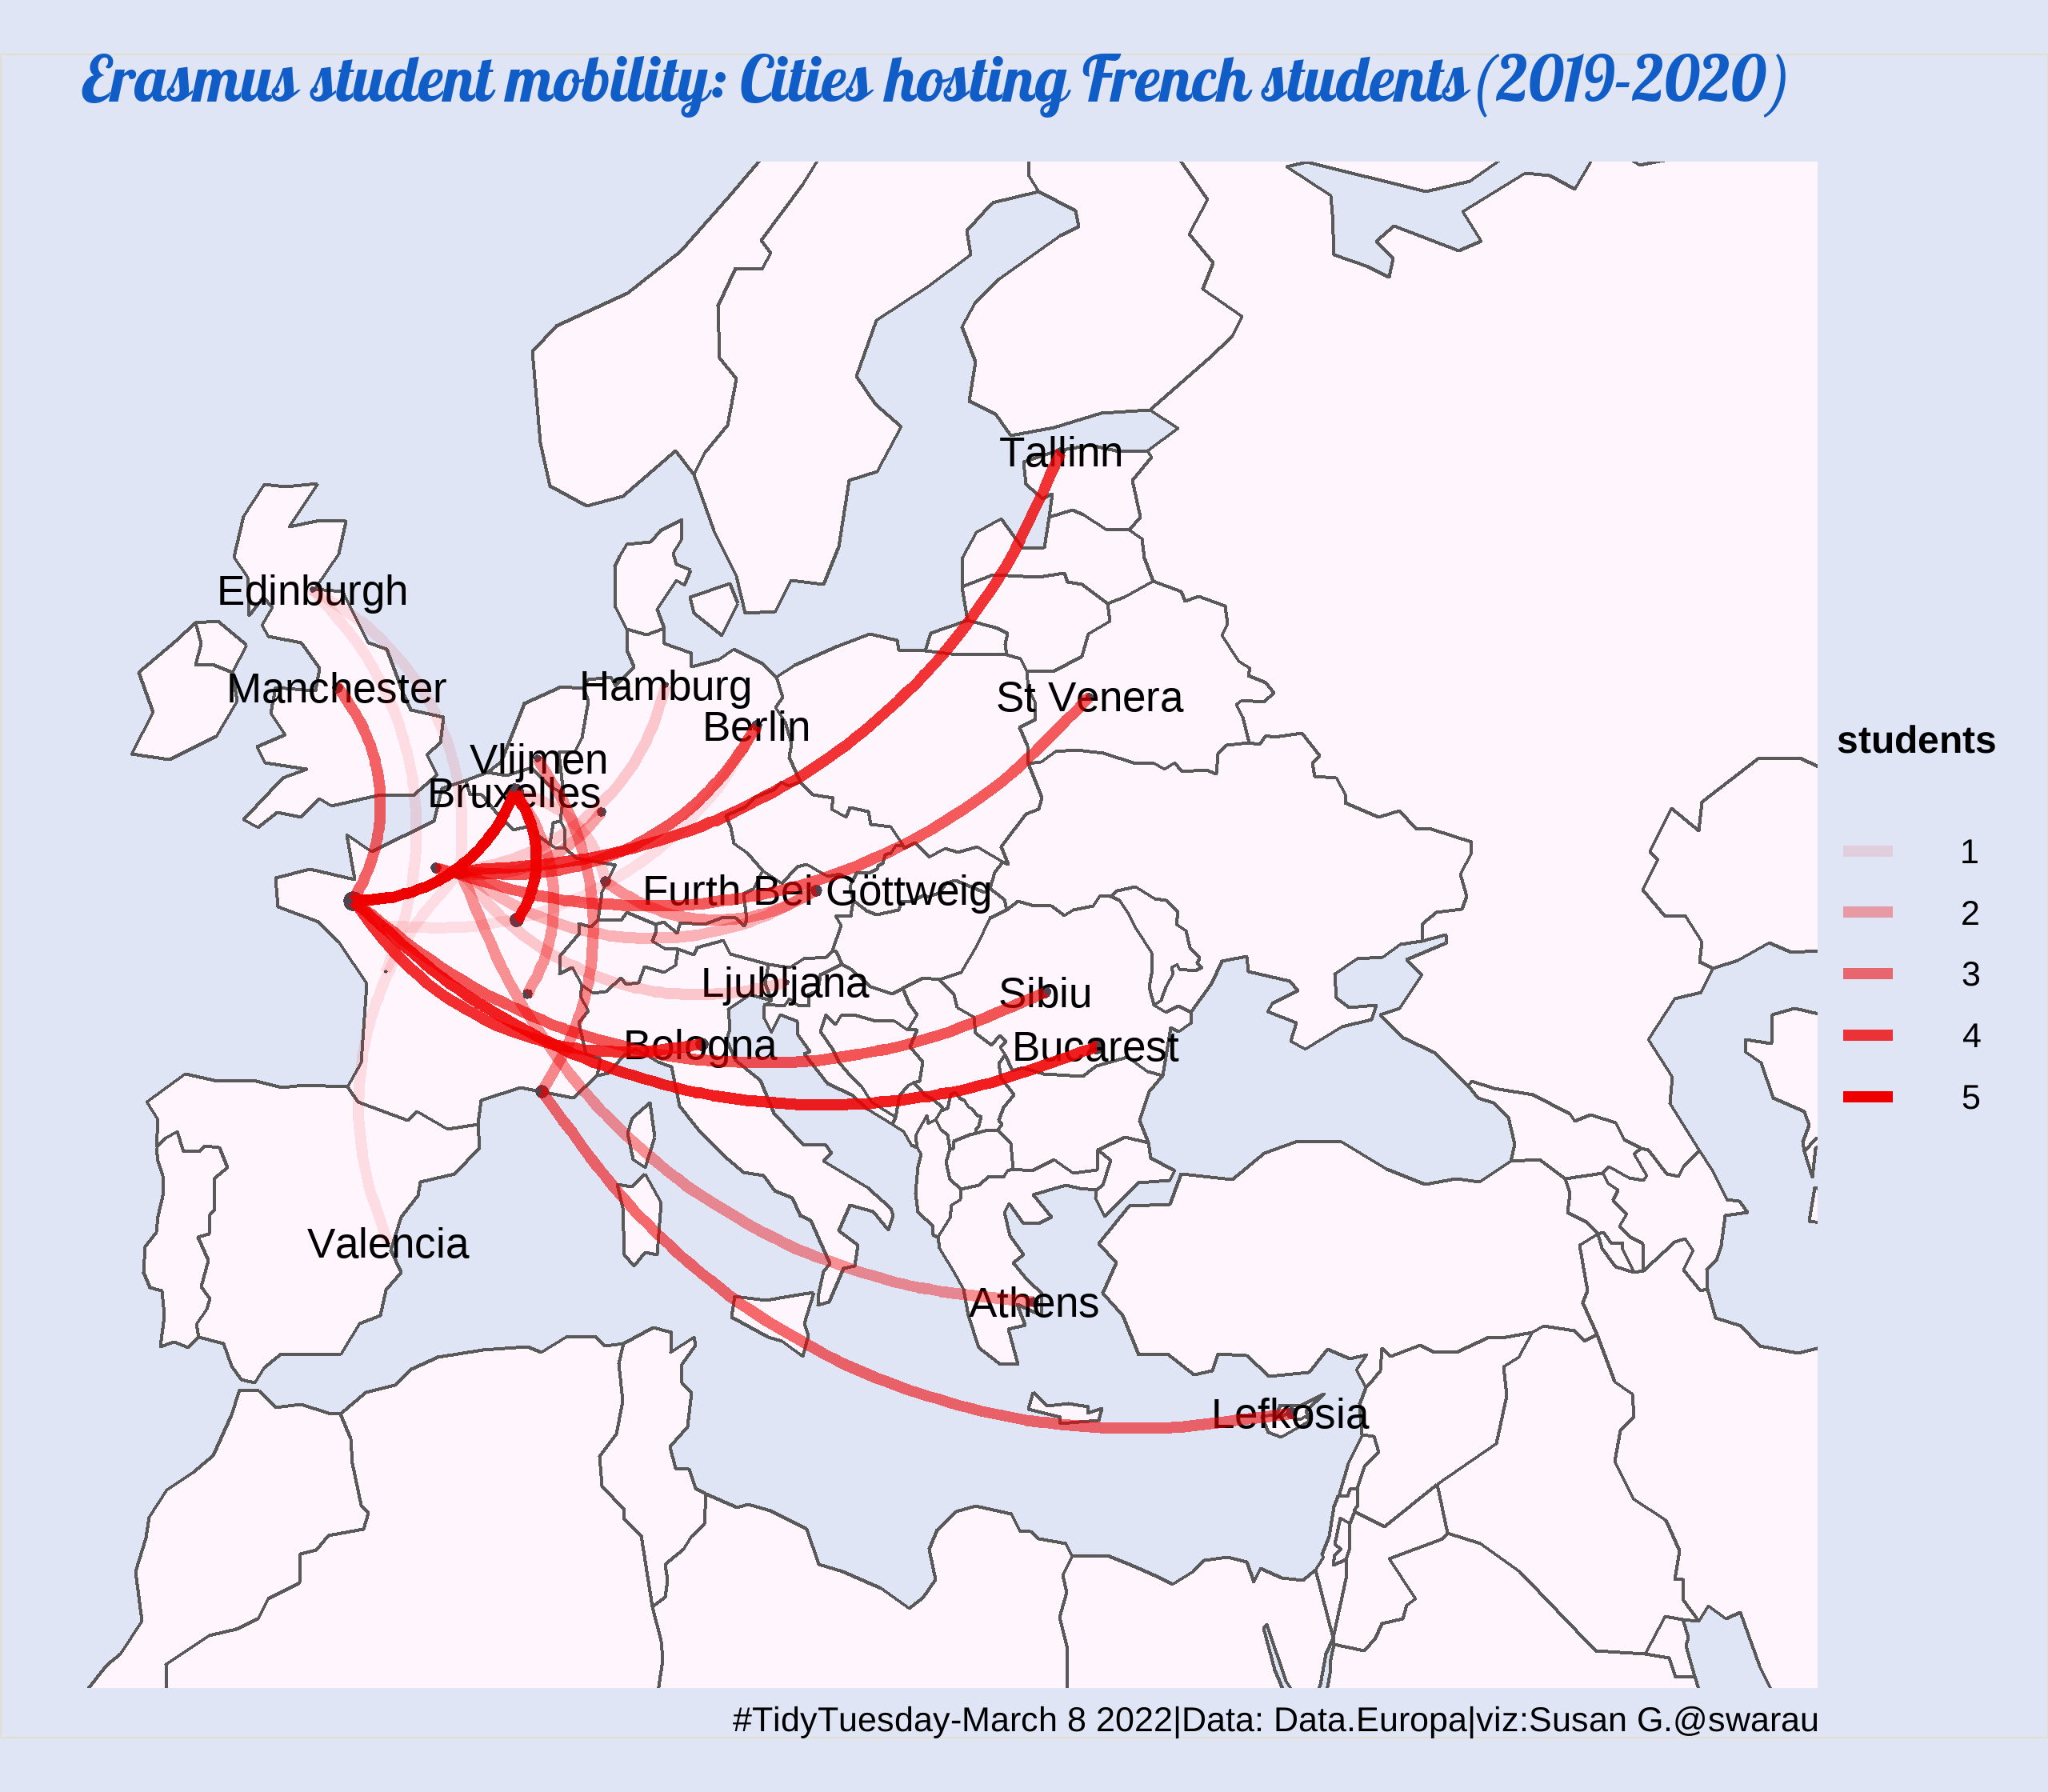 Erasmus student mobility: Cities hosting French students(2019-2020)
Tallinn
Edinburgh
Manchester
Hamburg
St Venera
Berlin
Vlijmen
Bruxelles
Furth Bei Göttweig
Ljubljana
Sibiu
Bologna
Bucarest
Valencia
Athens
Lefkosia
students
1
2
3
4
5
#TidyTuesday-March 8 2022|Data: Data.Europa|viz:Susan G.@swarau